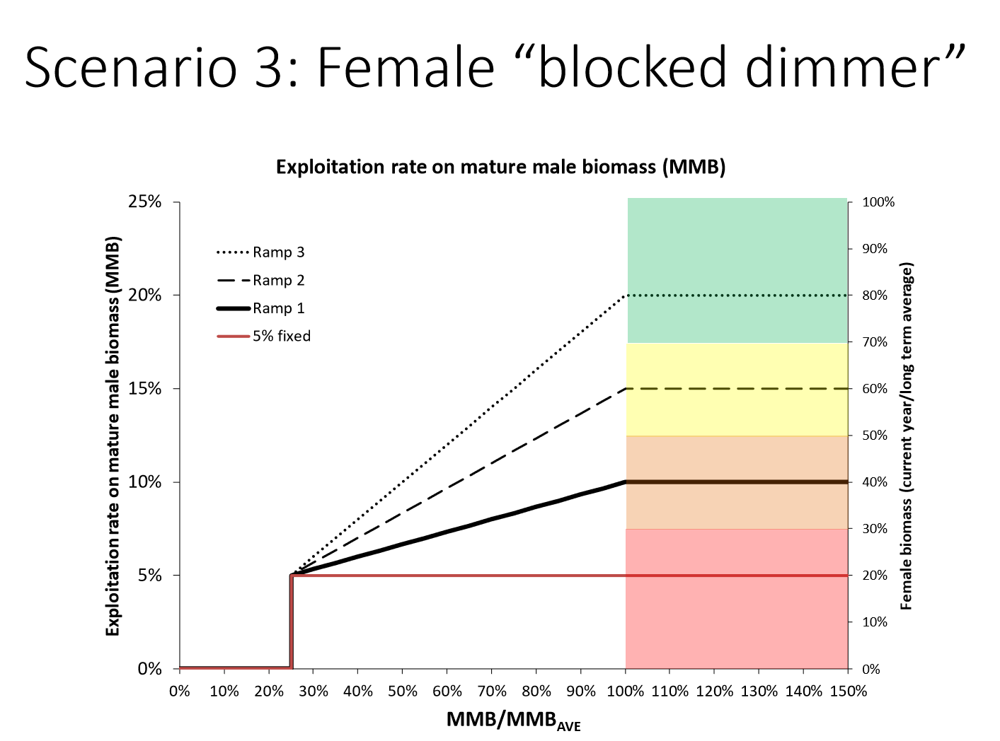 Scenario 3: Female “blocked dimmer”
Exploitation rate on mature male biomass (MMB)
25%
20%
15%
10%
5%
0%
Exploitation rate on mature male biomass (MMB)
Ramp 3
Ramp 2
Ramp 1
5% fixed
100%
90%
80%
70%
60%
50%
40%
30%
20%
10%
0%
Female biomass (current year/long term average)
0% 10% 20% 30% 40% 50% 60% 70% 80% 90% 100% 110% 120% 130% 140% 150%
MMB/MMBAVE